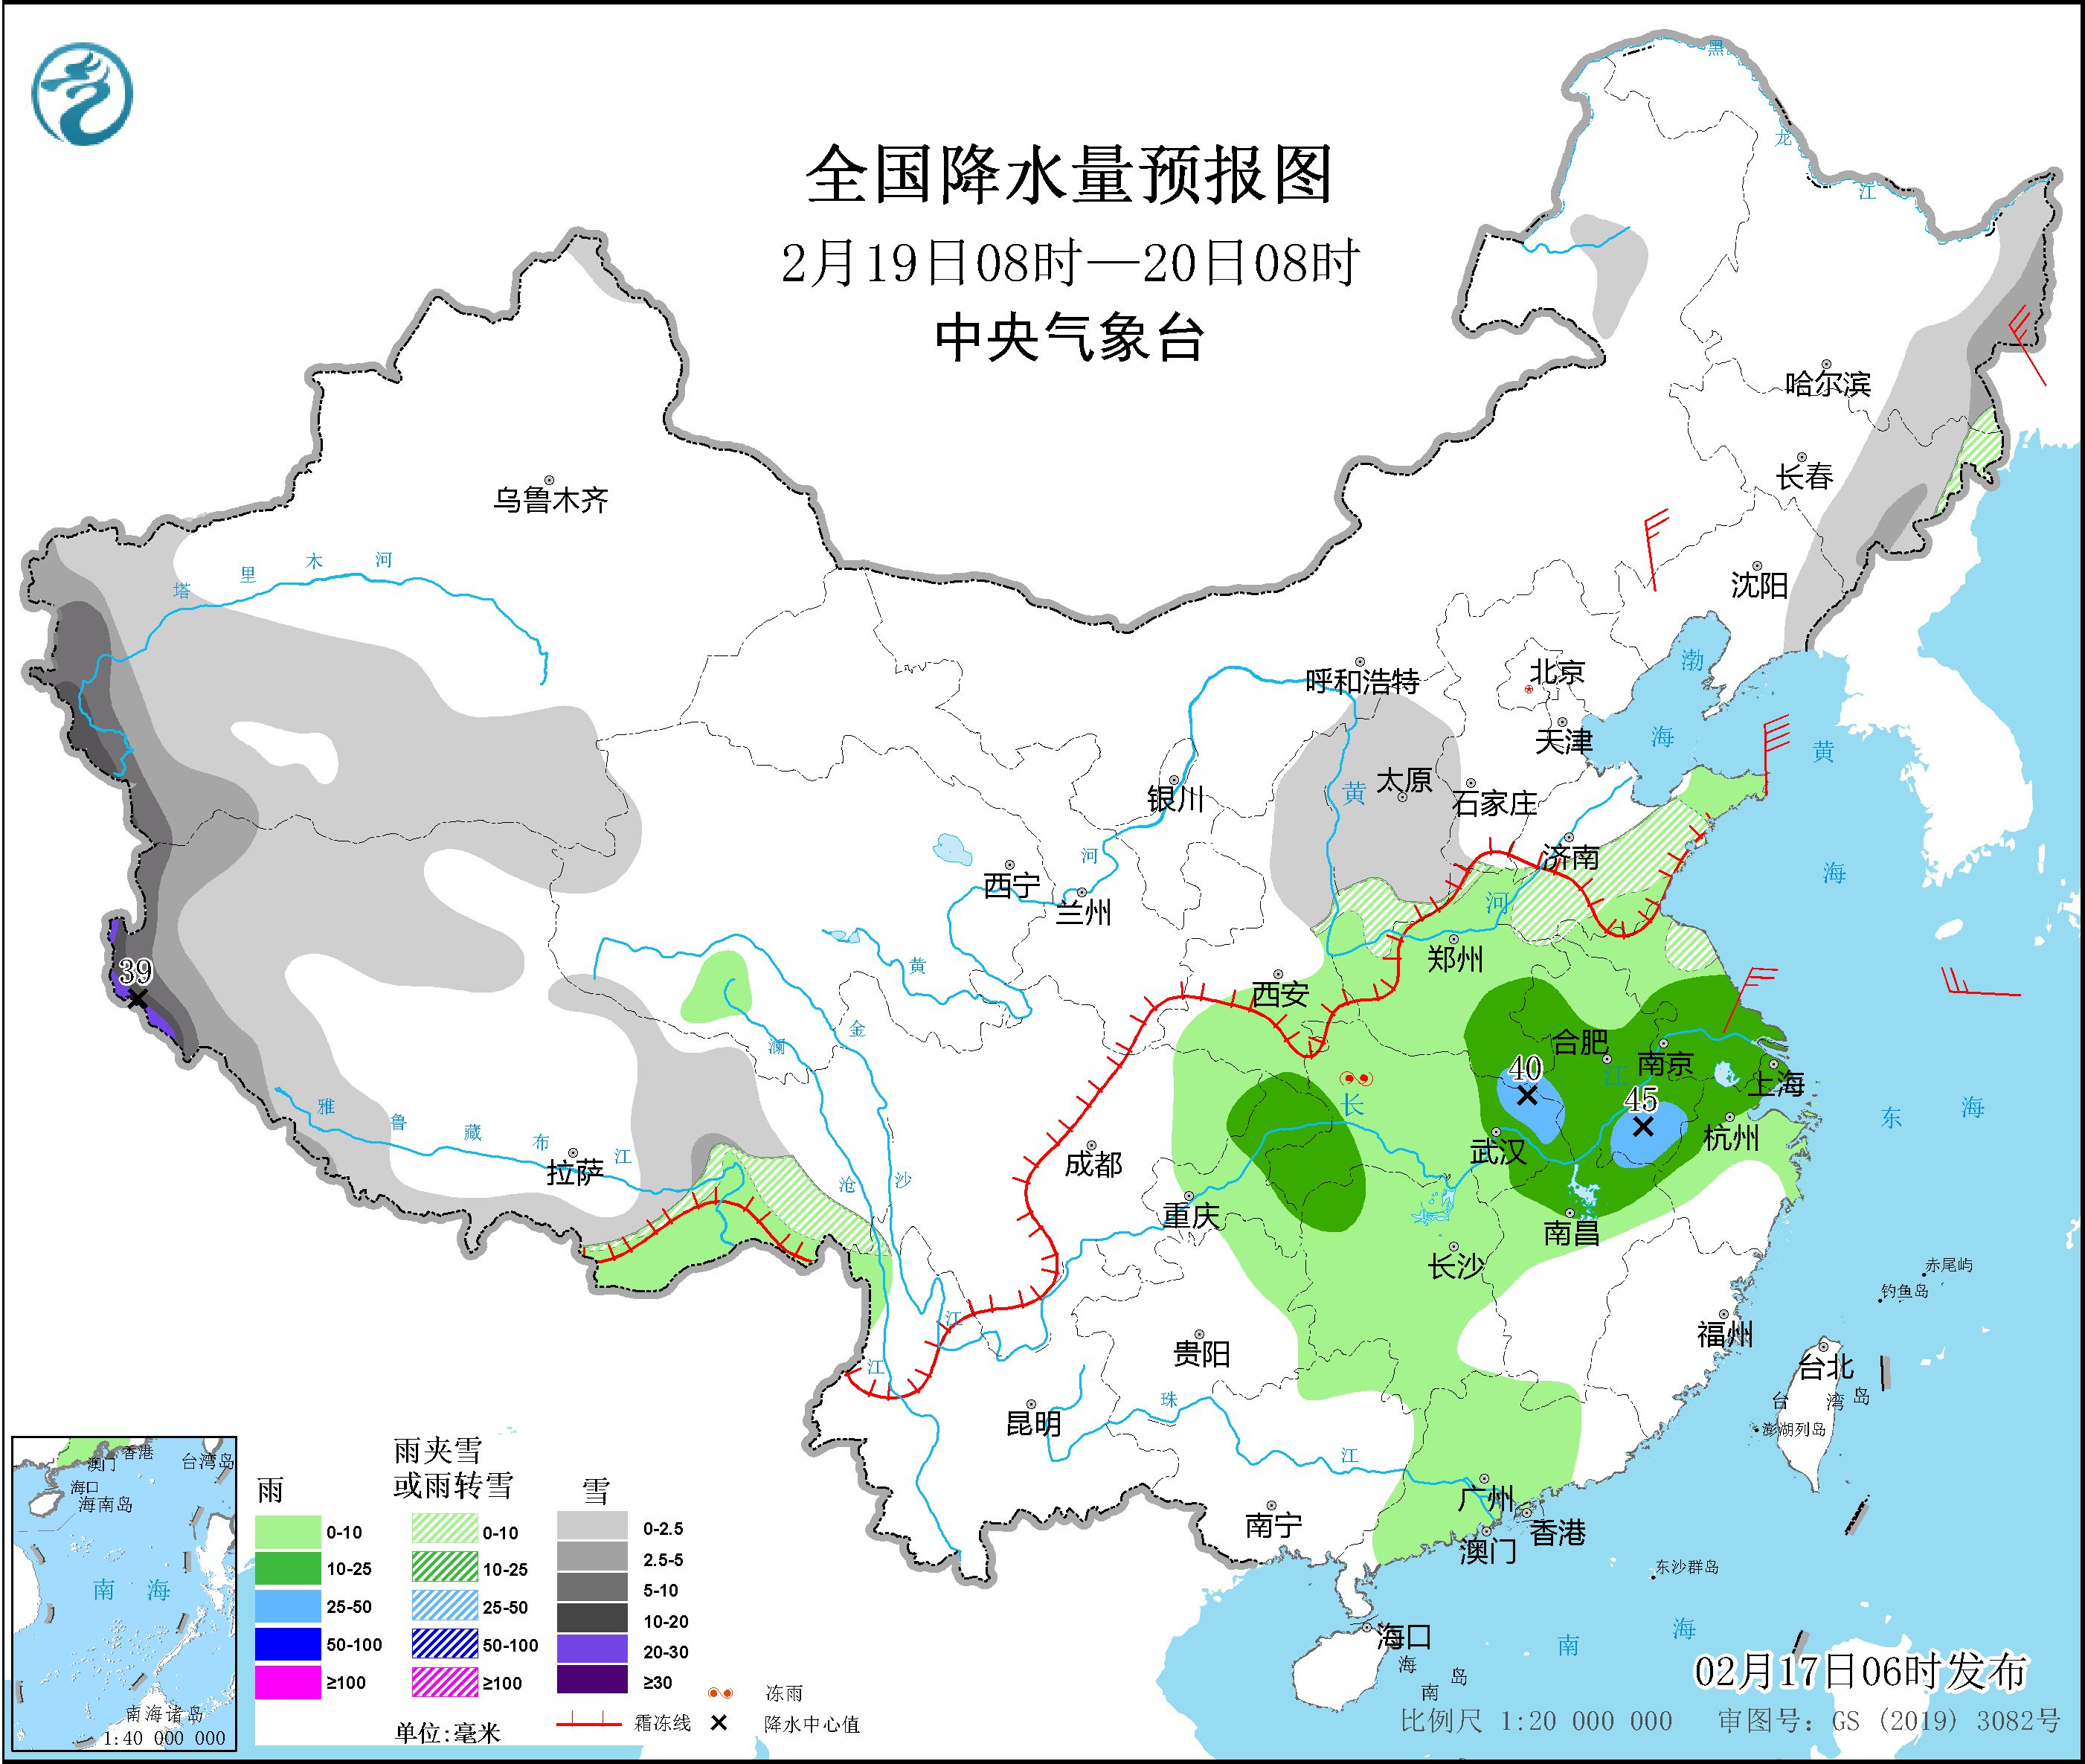 全国降水量预报图
2月19日08时—20日08时
中央气象台
黑
龙
江
哈尔滨
长春
乌鲁木齐
塔 里 木 河
沈阳
呼和浩特
北京
渤
海
天津
黄
海
银川
黄
太原
石家庄
河
济南
西宁
兰州
河
郑州
39
黄
西安
金
澜
合肥
南京
40
江
长
45
上海
东 海
雅 鲁 藏 布 江
拉萨
沧
沙
成都
武汉
杭州
重庆
南昌
长沙
赤尾屿
钓鱼岛
江
江
贵阳
福州
台北
台 湾 岛
澎湖列岛
昆明
珠
江
广州
香港
澳门
南宁
东沙群岛
海口
海
南
岛
南 海
香港
澳门
台湾岛
海口
海南岛
南 海
南海诸岛
1:40 000 000
雨
雨夹雪
或雨转雪
雪
0-10 0-10 0-2.5
10-25 10-25 2.5-5
25-50 25-50 5-10
50-100 50-100 10-20
≥100 ≥100 20-30
≥30
冻雨
霜冻线
降水中心值
单位:毫米
02月17日06时发布
比例尺 1:20 000 000 审图号: GS (2019) 3082号